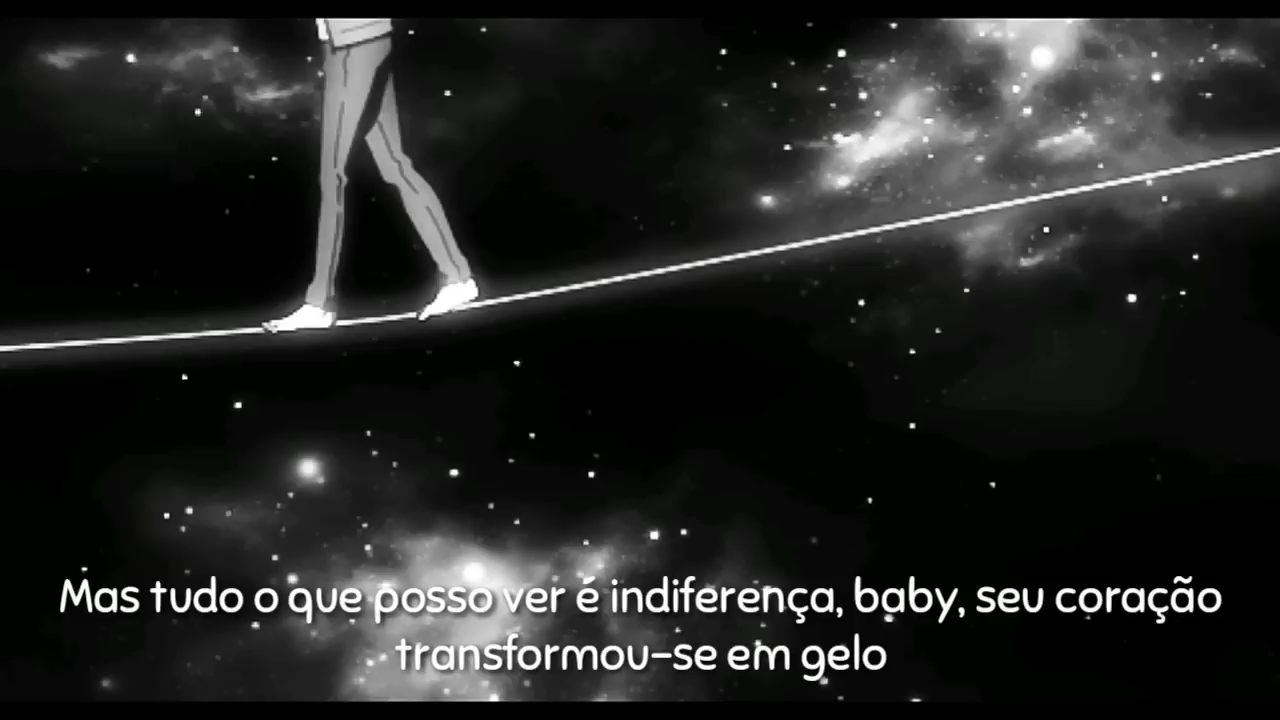 Mas tudo o que posso ver é indiferença, baby, seu coração
transformou-se em gelo